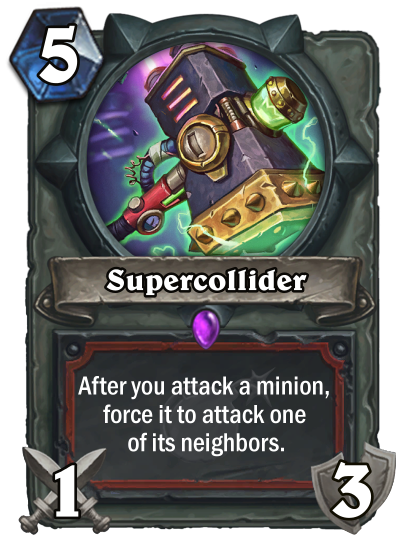 5
Supercollider
After you attack a minion,
force it to attack one
of its neighbors.
1
3